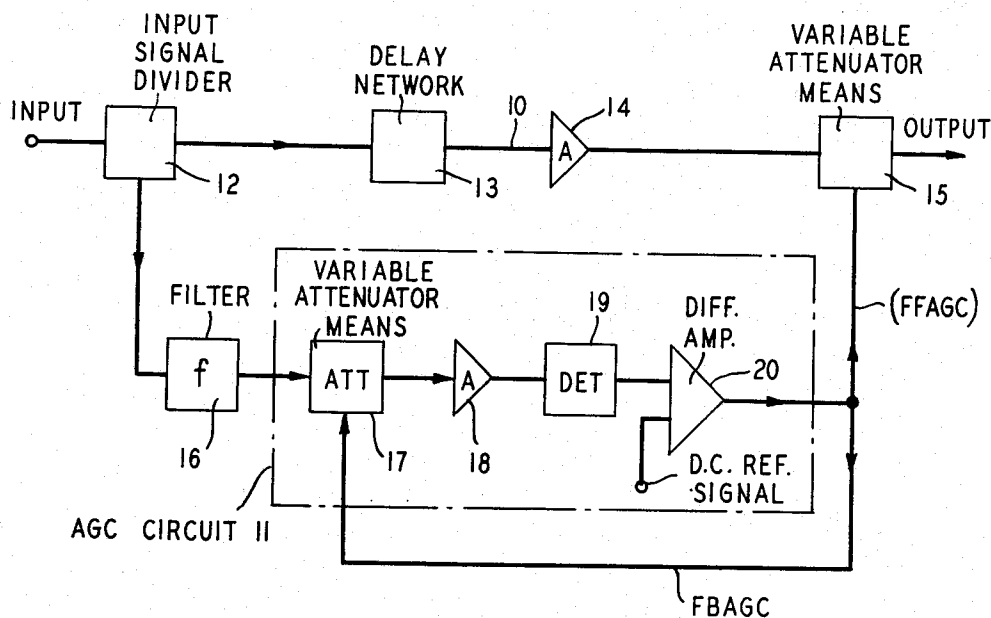 INPUT
SIGNAL
DIVIDER
DELAY
NETWORK
VARIABLE
ATTENUATOR
MEANS
INPUT
10
14
A
OUTPUT
12
13
15
FILTER
VARIABLE
ATTENUATOR
MEANS
19
DIFF.
AMP.
(FFAGC)
20
f
ATT
A
DET
16
17
18
D.C. REF.
SIGNAL
AGC CIRCUIT 11
FBAGC